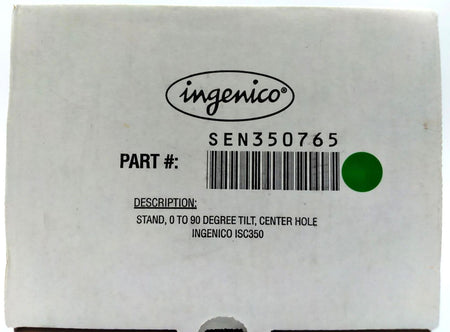 ingenico®
SEN350765
PART #:
DESCRIPTION:
STAND, 0 TO 90 DEGREE TILT, CENTER HOLE
INGENICO ISC350